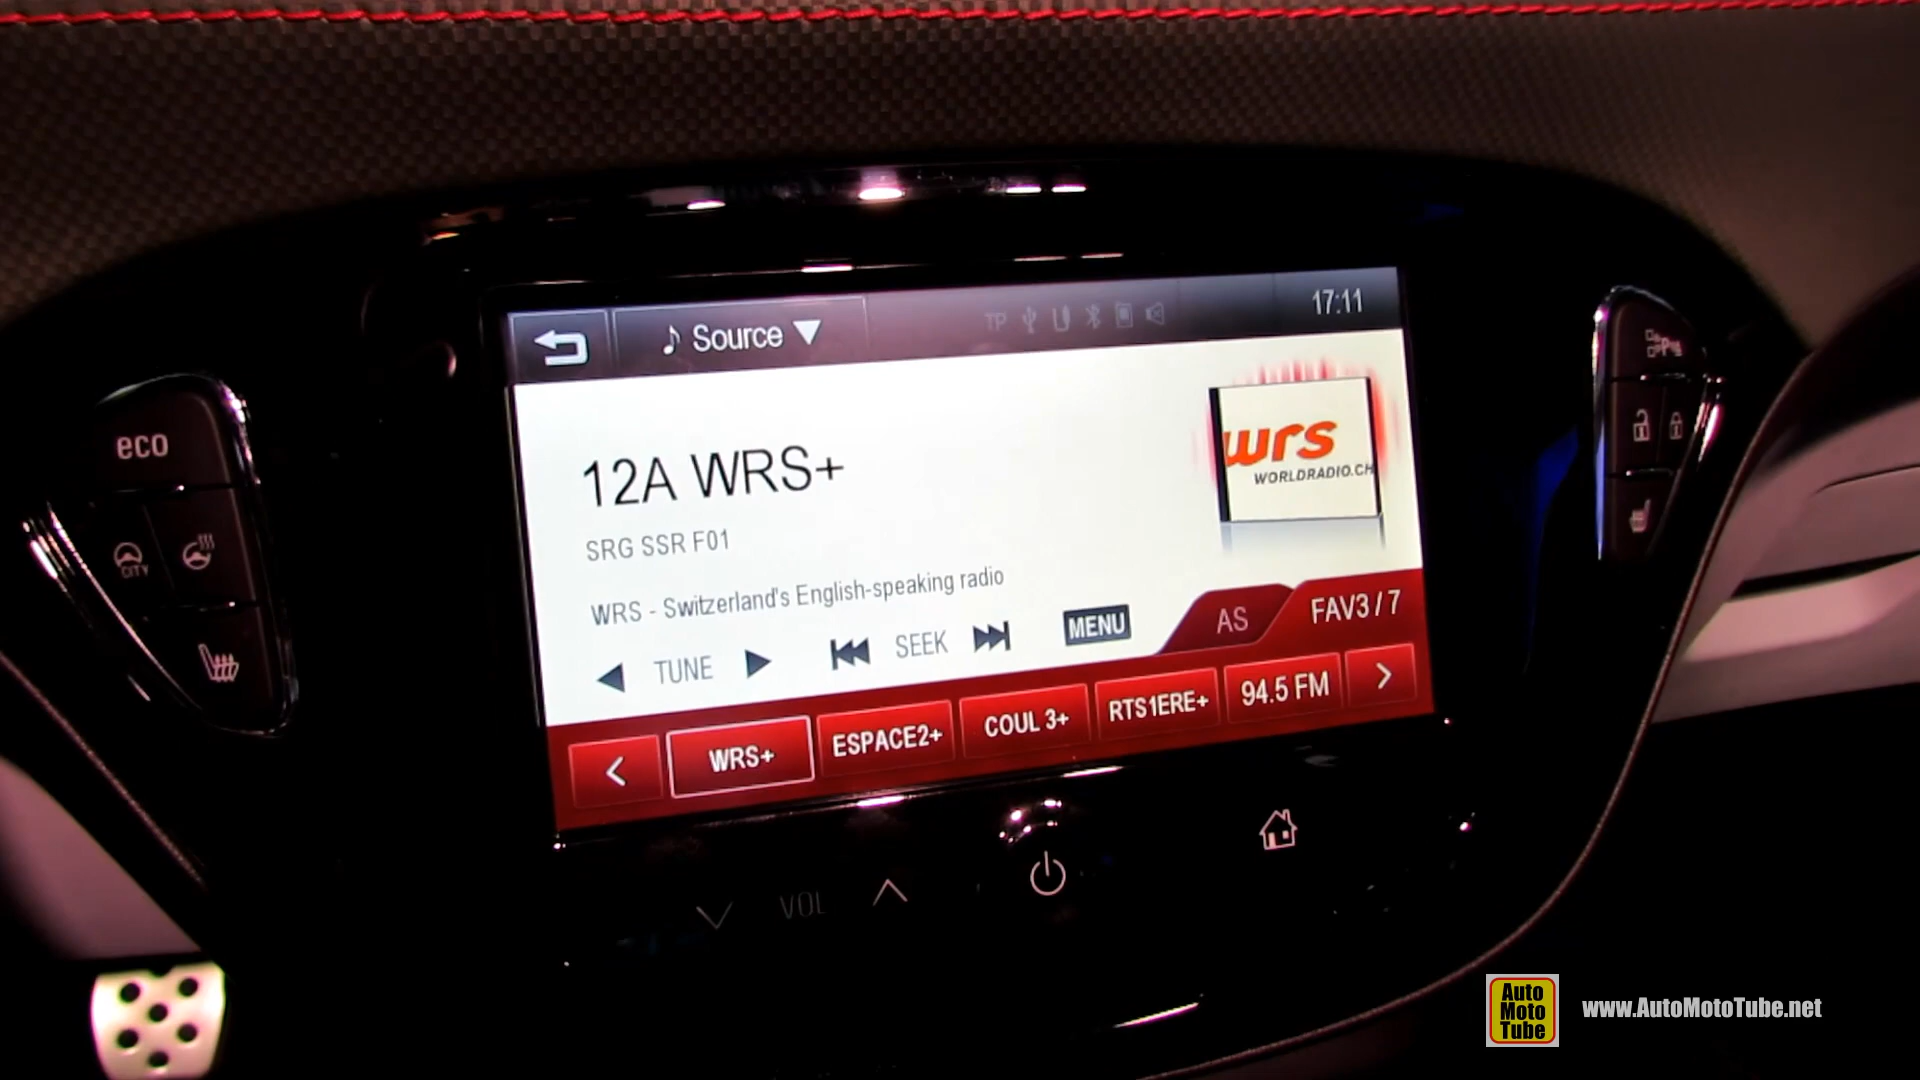 ♪ Source ▼
TP
17:11
eco
CITY
12A WRS+
SRG SSR F01
WRS - Switzerland's English-speaking radio
wrs
WORLDRADIO.CH
TUNE
SEEK
MENU
AS
FAV3 / 7
< WRS+ ESPACE2+ COUL 3+ RTS1ERE+ 94.5 FM >
VOL
Auto
Moto
Tube
www.AutoMotoTube.net